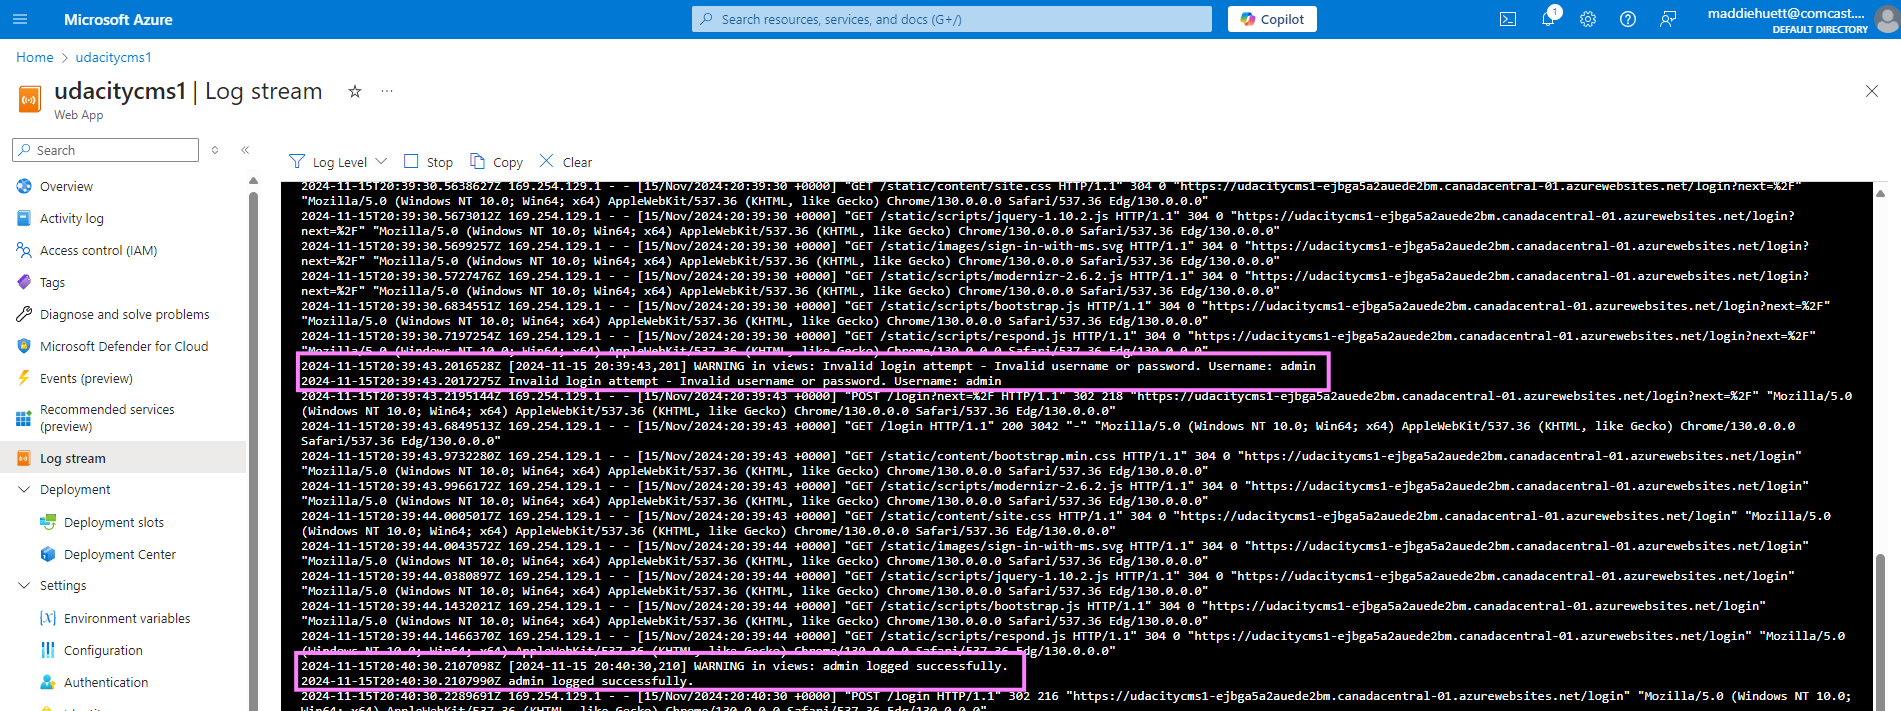 Microsoft Azure
Search resources, services, and docs (G+/)
Copilot
1
maddiehuett@comcast....
DEFAULT DIRECTORY
Home > udacitycms1
udacitycms1 | Log stream
Web App
Search
Overview
Activity log
Access control (IAM)
Tags
Diagnose and solve problems
Microsoft Defender for Cloud
Events (preview)
Recommended services
(preview)
Log stream
Deployment
Deployment slots
Deployment Center
Settings
Environment variables
Configuration
Authentication
Log Level
Stop
Copy
Clear
2024-11-15T20:39:30.5638627Z 169.254.129.1 - - [15/Nov/2024:20:39:30 +0000] "GET /static/content/site.css HTTP/1.1" 304 0 "https://udacitycms1-ejbga5a2auede2bm.canadacentral-01.azurewebsites.net/login?next=%2F"
"Mozilla/5.0 (Windows NT 10.0; Win64; x64) AppleWebKit/537.36 (KHTML, like Gecko) Chrome/130.0.0.0 Safari/537.36 Edg/130.0.0.0"
2024-11-15T20:39:30.5673012Z 169.254.129.1 - - [15/Nov/2024:20:39:30 +0000] "GET /static/scripts/jquery-1.10.2.js HTTP/1.1" 304 0 "https://udacitycms1-ejbga5a2auede2bm.canadacentral-01.azurewebsites.net/login?
next=%2F" "Mozilla/5.0 (Windows NT 10.0; Win64; x64) AppleWebKit/537.36 (KHTML, like Gecko) Chrome/130.0.0.0 Safari/537.36 Edg/130.0.0.0"
2024-11-15T20:39:30.5699257Z 169.254.129.1 - - [15/Nov/2024:20:39:30 +0000] "GET /static/images/sign-in-with-ms.svg HTTP/1.1" 304 0 "https://udacitycms1-ejbga5a2auede2bm.canadacentral-01.azurewebsites.net/login?
next=%2F" "Mozilla/5.0 (Windows NT 10.0; Win64; x64) AppleWebKit/537.36 (KHTML, like Gecko) Chrome/130.0.0.0 Safari/537.36 Edg/130.0.0.0"
2024-11-15T20:39:30.5727476Z 169.254.129.1 - - [15/Nov/2024:20:39:30 +0000] "GET /static/scripts/modernizr-2.6.2.js HTTP/1.1" 304 0 "https://udacitycms1-ejbga5a2auede2bm.canadacentral-01.azurewebsites.net/login?
next=%2F" "Mozilla/5.0 (Windows NT 10.0; Win64; x64) AppleWebKit/537.36 (KHTML, like Gecko) Chrome/130.0.0.0 Safari/537.36 Edg/130.0.0.0"
2024-11-15T20:39:30.6834551Z 169.254.129.1 - - [15/Nov/2024:20:39:30 +0000] "GET /static/scripts/bootstrap.js HTTP/1.1" 304 0 "https://udacitycms1-ejbga5a2auede2bm.canadacentral-01.azurewebsites.net/login?next=%2F"
"Mozilla/5.0 (Windows NT 10.0; Win64; x64) AppleWebKit/537.36 (KHTML, like Gecko) Chrome/130.0.0.0 Safari/537.36 Edg/130.0.0.0"
2024-11-15T20:39:30.7197254Z 169.254.129.1 - - [15/Nov/2024:20:39:30 +0000] "GET /static/scripts/respond.js HTTP/1.1" 304 0 "https://udacitycms1-ejbga5a2auede2bm.canadacentral-01.azurewebsites.net/login?next=%2F"
"Mozilla/5.0 (Windows NT 10.0; Win64; x64) AppleWebKit/537.36 (KHTML, like Gecko) Chrome/130.0.0.0 Safari/537.36 Edg/130.0.0.0"
2024-11-15T20:39:43.2016528Z [2024-11-15 20:39:43,201] WARNING in views: Invalid login attempt - Invalid username or password. Username: admin
2024-11-15T20:39:43.2017275Z Invalid login attempt - Invalid username or password. Username: admin
2024-11-15T20:39:43.2195144Z 169.254.129.1 - - [15/Nov/2024:20:39:43 +0000] "POST /login?next=%2F HTTP/1.1" 302 218 "https://udacitycms1-ejbga5a2auede2bm.canadacentral-01.azurewebsites.net/login?next=%2F" "Mozilla/5.0
(Windows NT 10.0; Win64; x64) AppleWebKit/537.36 (KHTML, like Gecko) Chrome/130.0.0.0 Safari/537.36 Edg/130.0.0.0"
2024-11-15T20:39:43.6849513Z 169.254.129.1 - - [15/Nov/2024:20:39:43 +0000] "GET /login HTTP/1.1" 200 3042 "-" "Mozilla/5.0 (Windows NT 10.0; Win64; x64) AppleWebKit/537.36 (KHTML, like Gecko) Chrome/130.0.0.0
Safari/537.36 Edg/130.0.0.0"
2024-11-15T20:39:43.9732280Z 169.254.129.1 - - [15/Nov/2024:20:39:43 +0000] "GET /static/content/bootstrap.min.css HTTP/1.1" 304 0 "https://udacitycms1-ejbga5a2auede2bm.canadacentral-01.azurewebsites.net/login"
"Mozilla/5.0 (Windows NT 10.0; Win64; x64) AppleWebKit/537.36 (KHTML, like Gecko) Chrome/130.0.0.0 Safari/537.36 Edg/130.0.0.0"
2024-11-15T20:39:43.9966172Z 169.254.129.1 - - [15/Nov/2024:20:39:43 +0000] "GET /static/scripts/modernizr-2.6.2.js HTTP/1.1" 304 0 "https://udacitycms1-ejbga5a2auede2bm.canadacentral-01.azurewebsites.net/login"
"Mozilla/5.0 (Windows NT 10.0; Win64; x64) AppleWebKit/537.36 (KHTML, like Gecko) Chrome/130.0.0.0 Safari/537.36 Edg/130.0.0.0"
2024-11-15T20:39:44.0005017Z 169.254.129.1 - - [15/Nov/2024:20:39:43 +0000] "GET /static/content/site.css HTTP/1.1" 304 0 "https://udacitycms1-ejbga5a2auede2bm.canadacentral-01.azurewebsites.net/login" "Mozilla/5.0
(Windows NT 10.0; Win64; x64) AppleWebKit/537.36 (KHTML, like Gecko) Chrome/130.0.0.0 Safari/537.36 Edg/130.0.0.0"
2024-11-15T20:39:44.0043572Z 169.254.129.1 - - [15/Nov/2024:20:39:44 +0000] "GET /static/images/sign-in-with-ms.svg HTTP/1.1" 304 0 "https://udacitycms1-ejbga5a2auede2bm.canadacentral-01.azurewebsites.net/login"
"Mozilla/5.0 (Windows NT 10.0; Win64; x64) AppleWebKit/537.36 (KHTML, like Gecko) Chrome/130.0.0.0 Safari/537.36 Edg/130.0.0.0"
2024-11-15T20:39:44.0380897Z 169.254.129.1 - - [15/Nov/2024:20:39:44 +0000] "GET /static/scripts/jquery-1.10.2.js HTTP/1.1" 304 0 "https://udacitycms1-ejbga5a2auede2bm.canadacentral-01.azurewebsites.net/login"
"Mozilla/5.0 (Windows NT 10.0; Win64; x64) AppleWebKit/537.36 (KHTML, like Gecko) Chrome/130.0.0.0 Safari/537.36 Edg/130.0.0.0"
2024-11-15T20:39:44.1432021Z 169.254.129.1 - - [15/Nov/2024:20:39:44 +0000] "GET /static/scripts/bootstrap.js HTTP/1.1" 304 0 "https://udacitycms1-ejbga5a2auede2bm.canadacentral-01.azurewebsites.net/login"
"Mozilla/5.0 (Windows NT 10.0; Win64; x64) AppleWebKit/537.36 (KHTML, like Gecko) Chrome/130.0.0.0 Safari/537.36 Edg/130.0.0.0"
2024-11-15T20:39:44.1466370Z 169.254.129.1 - - [15/Nov/2024:20:39:44 +0000] "GET /static/scripts/respond.js HTTP/1.1" 304 0 "https://udacitycms1-ejbga5a2auede2bm.canadacentral-01.azurewebsites.net/login" "Mozilla/5.0
(Windows NT 10.0; Win64; x64) AppleWebKit/537.36 (KHTML, like Gecko) Chrome/130.0.0.0 Safari/537.36 Edg/130.0.0.0"
2024-11-15T20:40:30.2107098Z [2024-11-15 20:40:30,210] WARNING in views: admin logged successfully.
2024-11-15T20:40:30.2107990Z admin logged successfully.
2024-11-15T20:40:30.2289691Z 169.254.129.1 - - [15/Nov/2024:20:40:30 +0000] "POST /login HTTP/1.1" 302 216 "https://udacitycms1-ejbga5a2auede2bm.canadacentral-01.azurewebsites.net/login" "Mozilla/5.0 (Windows NT 10.0;
Win64; x64) AppleWebKit/537.36 (KHTML, like Gecko) Chrome/130.0.0.0 Safari/537.36 Edg/130.0.0.0"